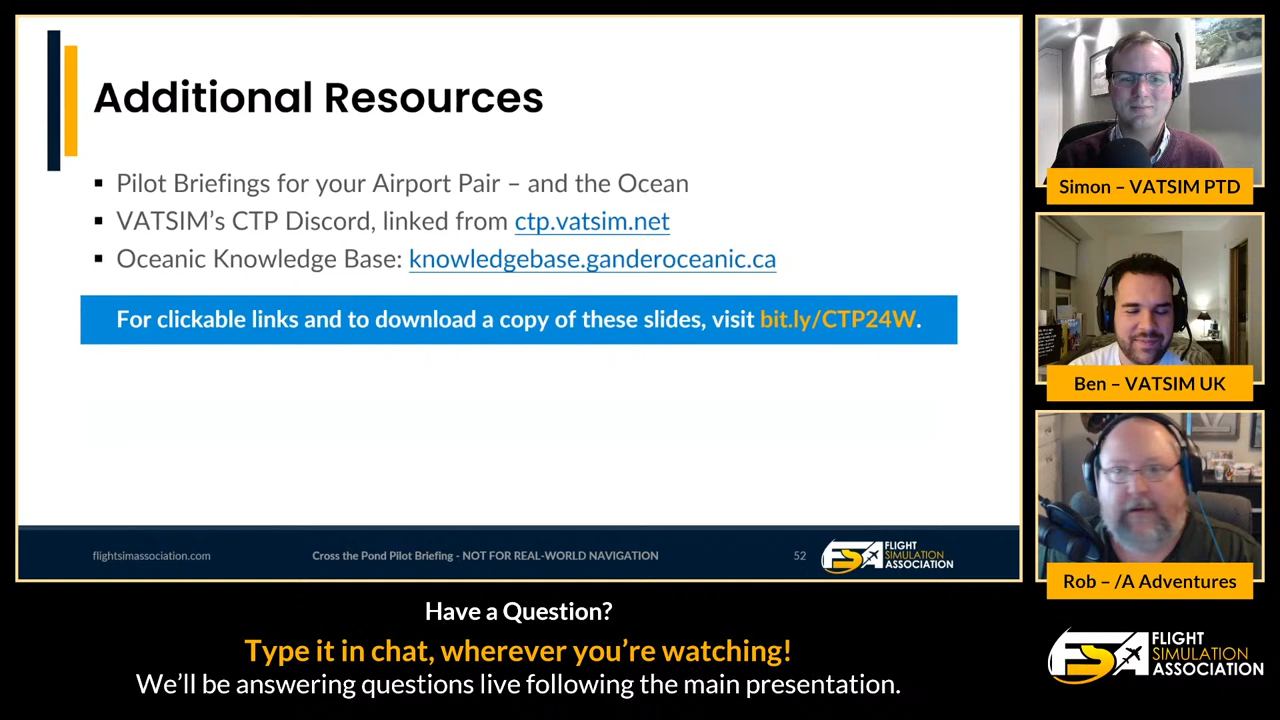 Additional Resources
▪ Pilot Briefings for your Airport Pair – and the Ocean
▪ VATSIM's CTP Discord, linked from ctp.vatsim.net
▪ Oceanic Knowledge Base: knowledgebase.ganderoceanic.ca
For clickable links and to download a copy of these slides, visit bit.ly/CTP24W.
flightsimassociation.com
Cross the Pond Pilot Briefing - NOT FOR REAL-WORLD NAVIGATION
52
FSA FLIGHT
SIMULATION
ASSOCIATION
Simon – VATSIM PTD
Ben – VATSIM UK
Rob – /A Adventures
Have a Question?
Type it in chat, wherever you're watching!
We'll be answering questions live following the main presentation.
FSA FLIGHT
SIMULATION
ASSOCIATION